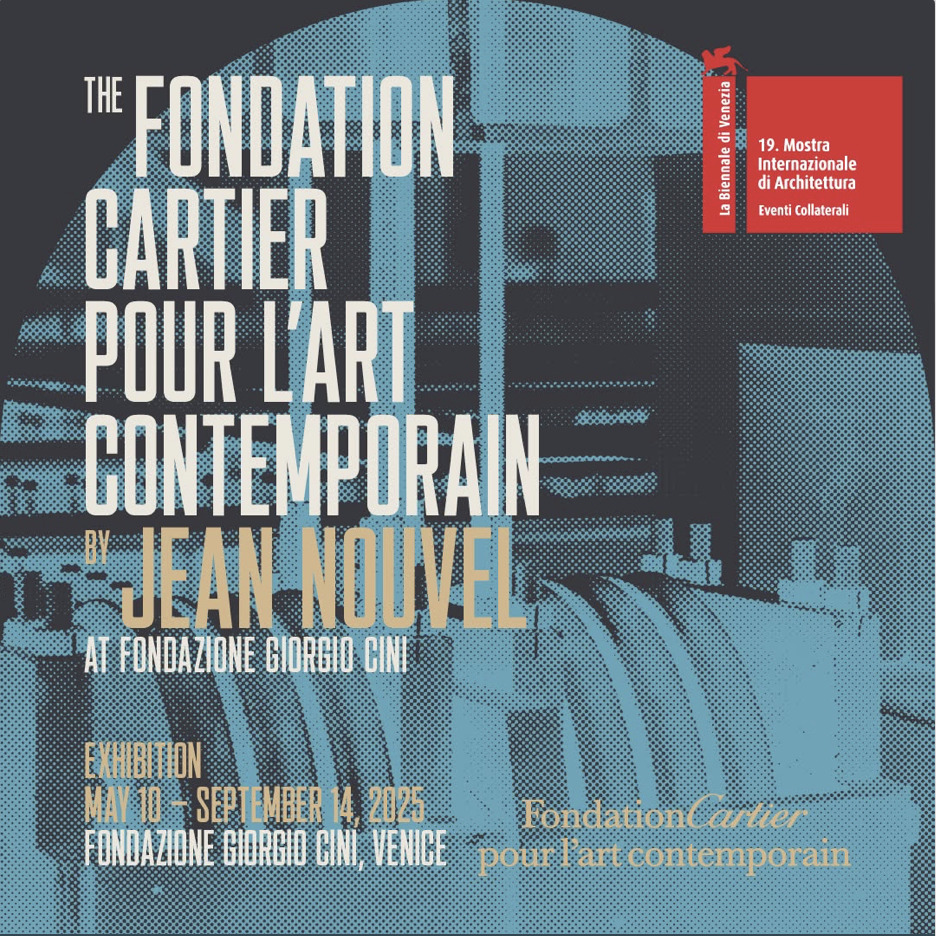 THE FONDATION
CARTIER
POUR L'ART
CONTEMPORAIN
BY JEAN NOUVEL
AT FONDAZIONE GIORGIO CINI
La Biennale di Venezia
19. Mostra
Internazionale
di Architettura
Eventi Collaterali
EXHIBITION
MAY 10 – SEPTEMBER 14, 2025
FONDAZIONE GIORGIO CINI, VENICE
Fondation Cartier
pour l'art contemporain